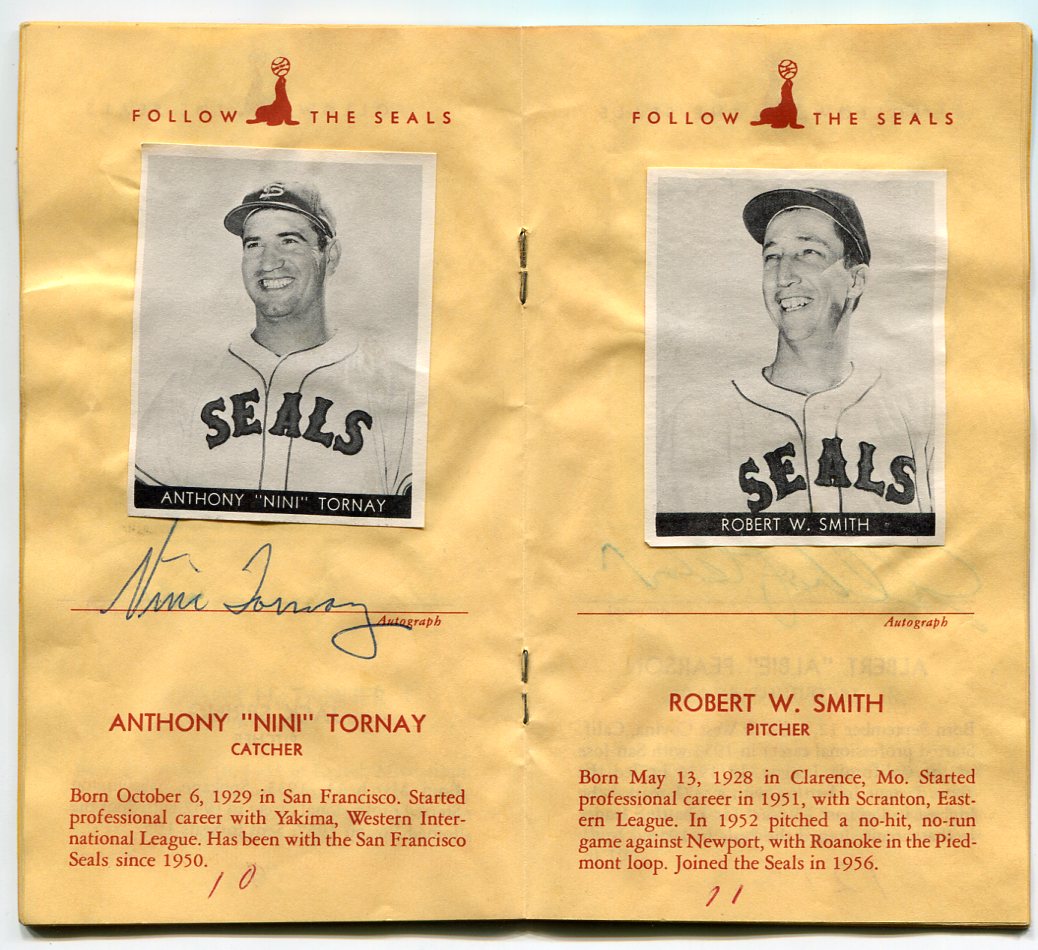 FOLLOW THE SEALS
S
SEALS
ANTHONY "NINI" TORNAY
Nini Tornay
Autograph
ANTHONY "NINI" TORNAY
CATCHER
Born October 6, 1929 in San Francisco. Started
professional career with Yakima, Western Inter-
national League. Has been with the San Francisco
Seals since 1950.
10
FOLLOW THE SEALS
SEALS
ROBERT W. SMITH
Autograph
ALBERT "ALBIE" PEARSON
ROBERT W. SMITH
PITCHER
Born May 13, 1928 in Clarence, Mo. Started
professional career in 1951, with Scranton, East-
ern League. In 1952 pitched a no-hit, no-run
game against Newport, with Roanoke in the Pied-
mont loop. Joined the Seals in 1956.
11